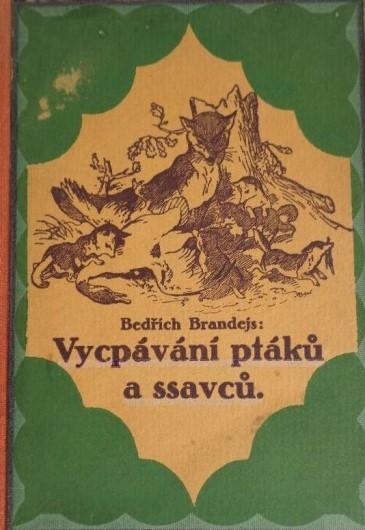 Bedřich Brandejs:
Vycpávání ptáků
a ssavců.